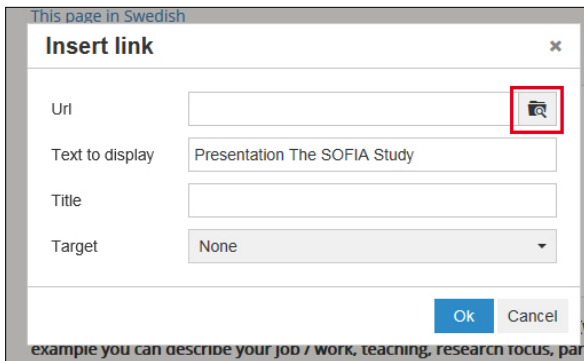 This page in Swedish
Insert link ×
Url
Text to display Presentation The SOFIA Study
Title
Target None
Ok Cancel
example you can describe your job / work, teaching, research focus, par